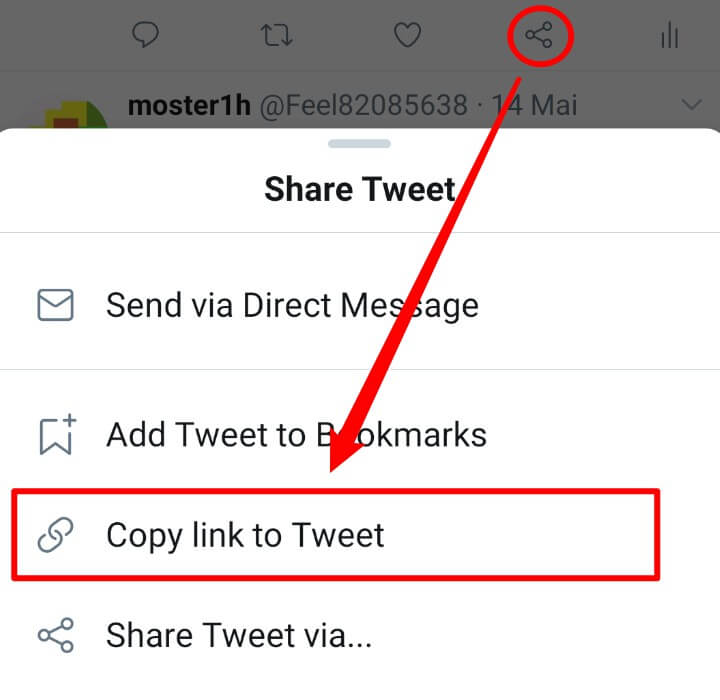 moster1h @Feel82085638 · 14 Mai
Share Tweet
Send via Direct Message
Add Tweet to Bookmarks
Copy link to Tweet
Share Tweet via...